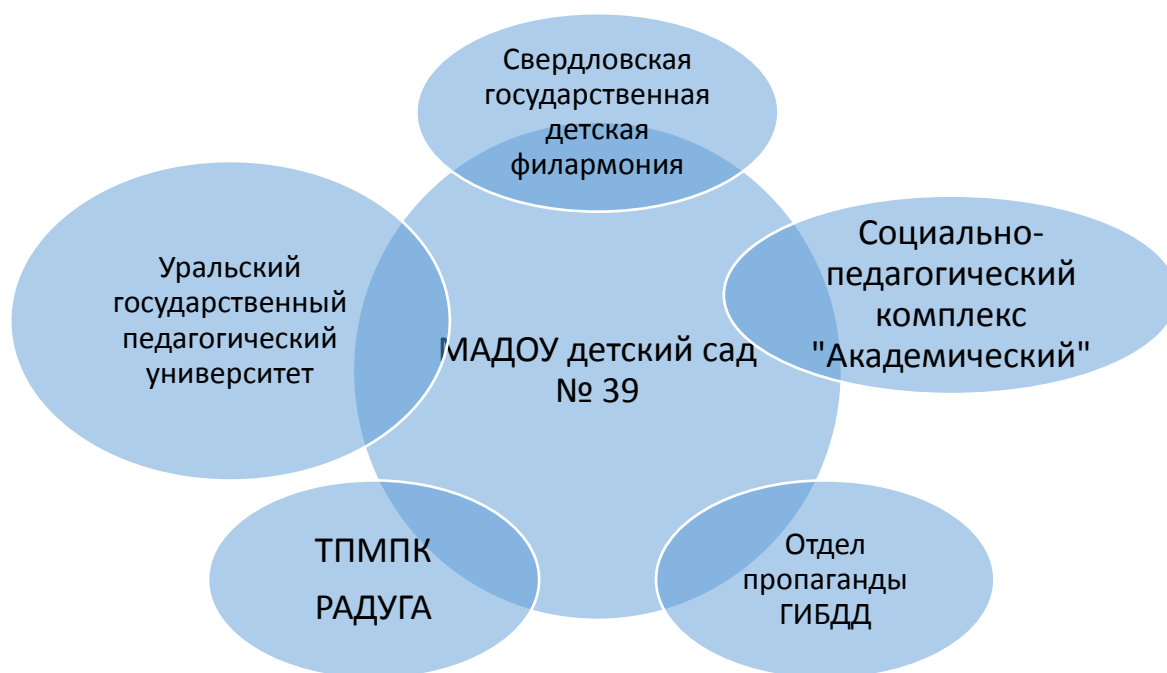 Свердловская
государственная
детская
филармония
Социально-
педагогический
комплекс
"Академический"
Уральский
государственный
педагогический
университет
МАДОУ детский сад
№ 39
ТПМПК
РАДУГА
Отдел
пропаганды
ГИБДД